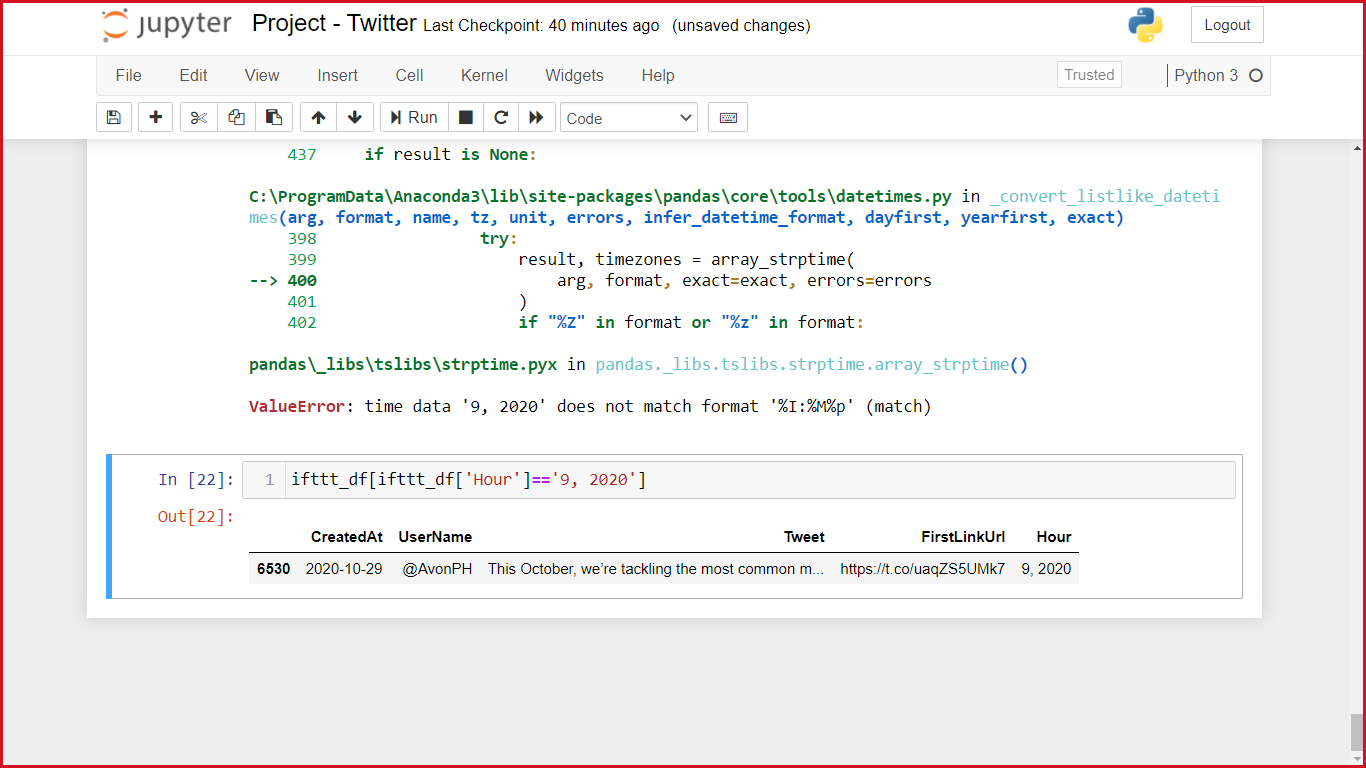 jupyter Project - Twitter Last Checkpoint: 40 minutes ago (unsaved changes) Logout
File Edit View Insert Cell Kernel Widgets Help Trusted Python 3
Run Code
437 if result is None:
C:\ProgramData\Anaconda3\lib\site-packages\pandas\core\tools\datetimes.py in _convert_listlike_dateti
mes(arg, format, name, tz, unit, errors, infer_datetime_format, dayfirst, yearfirst, exact)
398 try:
399 result, timezones = array_strptime(
--> 400 arg, format, exact=exact, errors=errors
401 )
402 if "%Z" in format or "%z" in format:
pandas\_libs\tslibs\strptime.pyx in pandas._libs.tslibs.strptime.array_strptime()
ValueError: time data '9, 2020' does not match format '%I:%M%p' (match)
In [22]: 1 ifttt_df[ifttt_df['Hour']=='9, 2020']
Out[22]:
CreatedAt UserName Tweet FirstLinkUrl Hour
6530 2020-10-29 @AvonPH This October, we’re tackling the most common m... https://t.co/uaqZS5UMk7 9, 2020